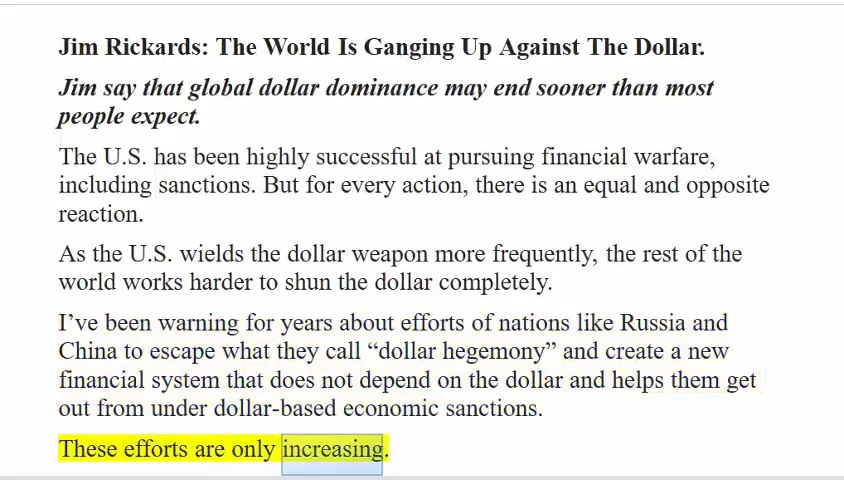 Jim Rickards: The World Is Ganging Up Against The Dollar.
Jim say that global dollar dominance may end sooner than most
people expect.
The U.S. has been highly successful at pursuing financial warfare,
including sanctions. But for every action, there is an equal and opposite
reaction.
As the U.S. wields the dollar weapon more frequently, the rest of the
world works harder to shun the dollar completely.
I’ve been warning for years about efforts of nations like Russia and
China to escape what they call “dollar hegemony” and create a new
financial system that does not depend on the dollar and helps them get
out from under dollar-based economic sanctions.
These efforts are only increasing.